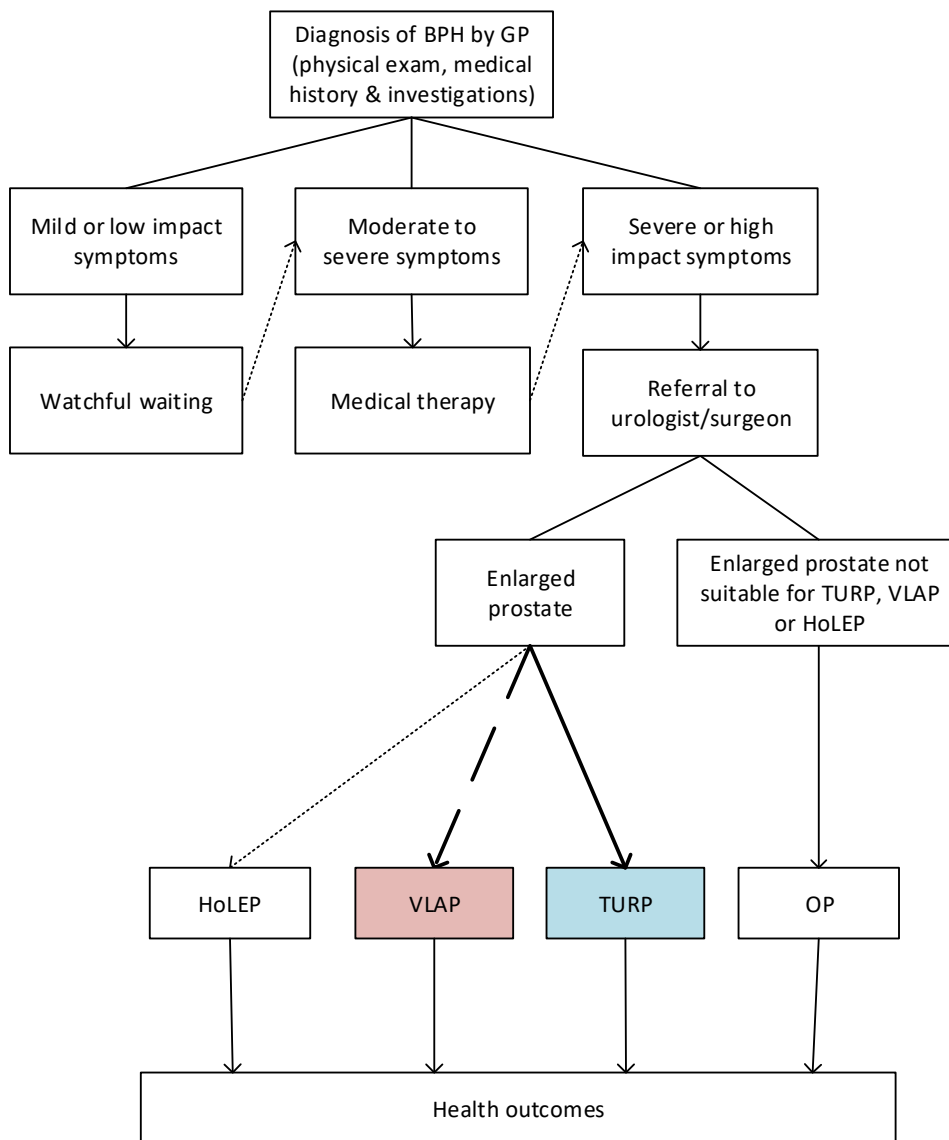 Diagnosis of BPH by GP
(physical exam, medical
history & investigations)
Mild or low impact
symptoms
Moderate to
severe symptoms
Severe or high
impact symptoms
Watchful waiting
Medical therapy
Referral to
urologist/surgeon
Enlarged
prostate
Enlarged prostate not
suitable for TURP, VLAP
or HoLEP
HoLEP
VLAP
TURP
OP
Health outcomes